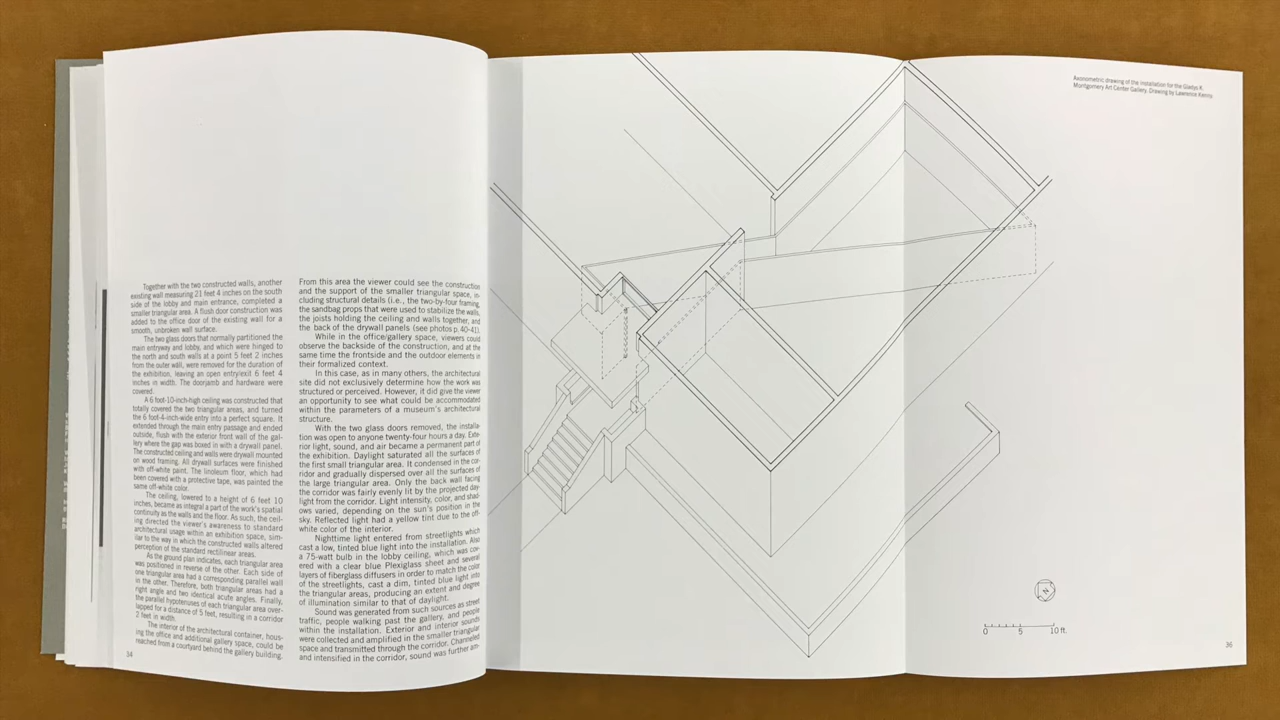 Together with the two constructed walls, another
existing wall measuring 21 feet 4 inches on the south
side of the lobby and main entrance, completed a
smaller triangular area. A flush door construction was
added to the office door of the existing wall for a
smooth, unbroken wall surface.
The two glass doors that normally partitioned the
main entryway and lobby, and which were hinged to
the north and south walls at a point 5 feet 2 inches
from the outer wall, were removed for the duration of
the exhibition, leaving an open entry/exit 6 feet 4
inches in width. The doorjamb and hardware were
covered.
A 6 foot-10-inch-high ceiling was constructed that
totally covered the two triangular areas, and turned
the 6 foot-4-inch-wide entry into a perfect square. It
extended through the main entry passage and ended
outside, flush with the exterior front wall of the gal-
lery where the gap was boxed in with a drywall panel.
The constructed ceiling and walls were drywall mounted
on wood framing. All drywall surfaces were finished
with off-white paint. The linoleum floor, which had
been covered with a protective tape, was painted the
same off-white color.
The ceiling, lowered to a height of 6 feet 10
inches, became as integral a part of the work's spatial
continuity as the walls and the floor. As such, the ceil-
ing directed the viewer's awareness to standard
architectural usage within an exhibition space, sim-
ilar to the way in which the constructed walls altered
perception of the standard rectilinear areas.
As the ground plan indicates, each triangular area
was positioned in reverse of the other. Each side of
one triangular area had a corresponding parallel wall
in the other. Therefore, both triangular areas had a
right angle and two identical acute angles. Finally,
the parallel hypotenuses of each triangular area over-
lapped for a distance of 5 feet, resulting in a corridor
2 feet in width.
The interior of the architectural container, hous-
ing the office and additional gallery space, could be
reached from a courtyard behind the gallery building.
34
From this area the viewer could see the construction
and the support of the smaller triangular space, in-
cluding structural details (i.e., the two-by-four framing,
the sandbag props that were used to stabilize the walls,
the joists holding the ceiling and walls together, and
the back of the drywall panels (see photos p. 40-41).
While in the office/gallery space, viewers could
observe the backside of the construction, and at the
same time the frontside and the outdoor elements in
their formalized context.
In this case, as in many others, the architectural
site did not exclusively determine how the work was
structured or perceived. However, it did give the viewer
an opportunity to see what could be accommodated
within the parameters of a museum's architectural
structure.
With the two glass doors removed, the installa-
tion was open to anyone twenty-four hours a day. Exte-
rior light, sound, and air became a permanent part of
the exhibition. Daylight saturated all the surfaces of
the first small triangular area. It condensed in the cor-
ridor and gradually dispersed over all the surfaces of
the large triangular area. Only the back wall facing
the corridor was fairly evenly lit by the projected day-
light from the corridor. Light intensity, color, and shad-
ows varied, depending on the sun's position in the
sky. Reflected light had a yellow tint due to the off-
white color of the interior.
Nighttime light entered from streetlights which
cast a low, tinted blue light into the installation. Also
a 75-watt bulb in the lobby ceiling, which was cov-
ered with a clear blue Plexiglass sheet and several
layers of fiberglass diffusers in order to match the color
of the streetlights, cast a dim, tinted blue light into
the triangular areas, producing an extent and degree
of illumination similar to that of daylight.
Sound was generated from such sources as street
traffic, people walking past the gallery, and people
within the installation. Exterior and interior sounds
were collected and amplified in the smaller triangular
space and transmitted through the corridor. Channeled
and intensified in the corridor, sound was further am-
Axonometric drawing of the installation for the Gladys K.
Montgomery Art Center Gallery. Drawing by Lawrence Kenny.
N
0 5 10 ft.
36